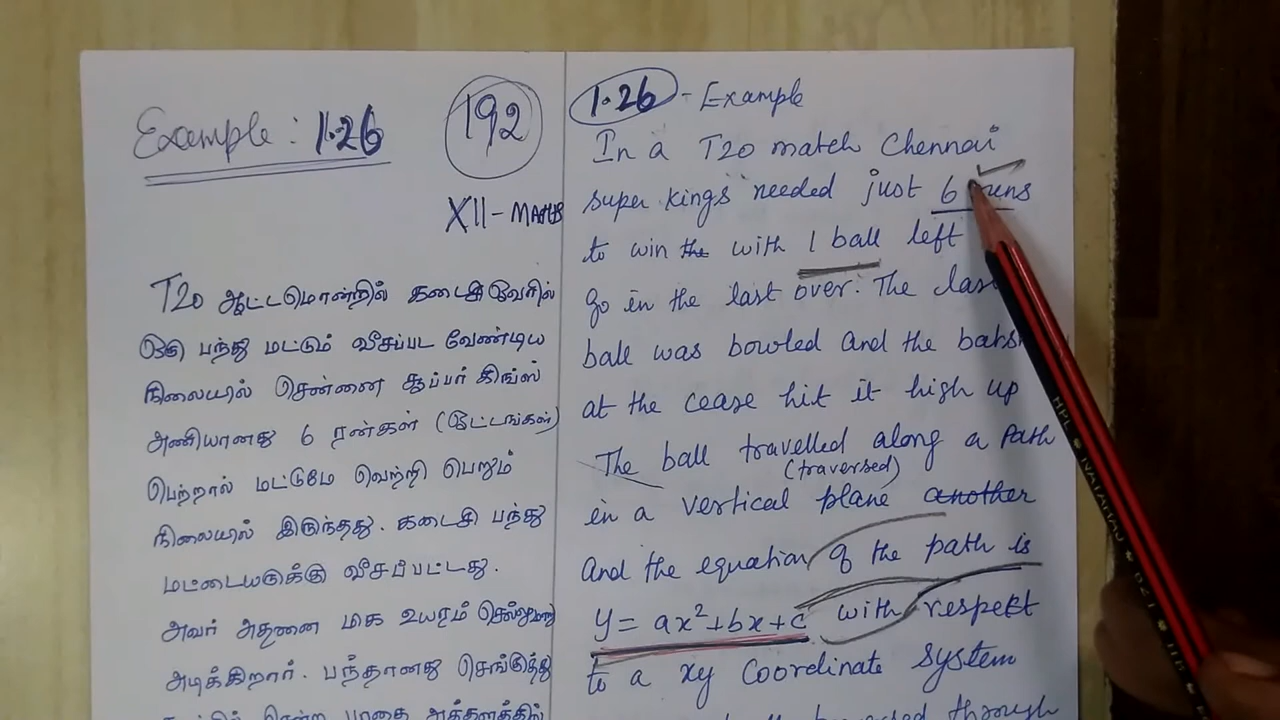 Example : 1.26
192
XII - MATHS
T20 ஆட்டமொன்றில் கடைசி ஓவரில்
ஒரு பந்து மட்டும் வீசப்பட வேண்டிய
நிலையில் சென்னை சூப்பர் கிங்ஸ்
அணியானது 6 ரன்கள் (ஓட்டங்கள்)
பெற்றால் மட்டுமே வெற்றி பெறும்
நிலையில் இருந்தது. கடைசி பந்து
மட்டையருக்கு வீசப்பட்டது.
அவர் அதனை மிக உயரம் செல்லுமாறு
அடிக்கிறார். பந்தானது செங்குத்து
1.26 - Example
In a T20 match Chennai
super kings needed just 6 runs
to win the with 1 ball left
go in the last over. The last
ball was bowled and the
at the cease hit it high up
The ball travelled along a Path
(traversed)
in a vertical plane another
And the equation of the path is
y = ax²+bx+c with respect
to a xy coordinate system
through